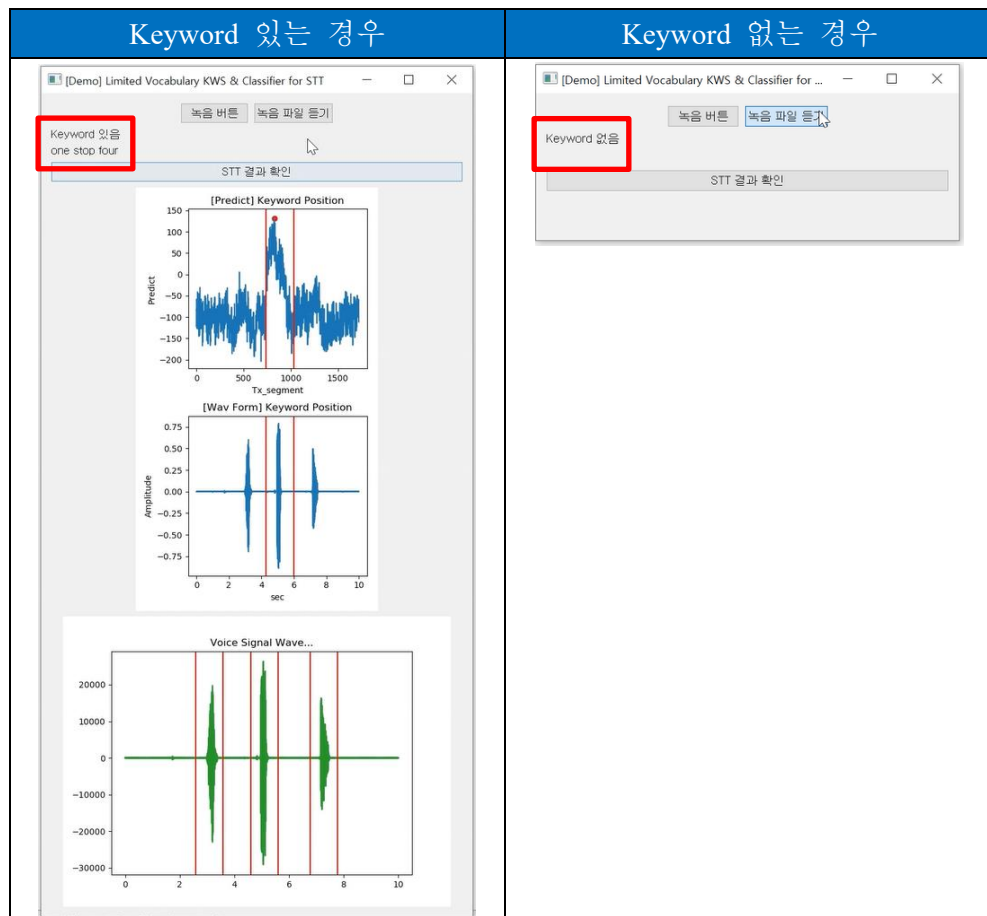 Keyword 있는 경우
Keyword 없는 경우
[Demo] Limited Vocabulary KWS & Classifier for STT
녹음 버튼
녹음 파일 듣기
Keyword 있음
one stop four
STT 결과 확인
[Predict] Keyword Position
150
100
50
0
−50
−100
−150
−200
Predict
0
500
1000
1500
Tx_segment
[Wav Form] Keyword Position
0.75
0.50
0.25
0.00
−0.25
−0.50
−0.75
Amplitude
0
2
4
6
8
10
sec
Voice Signal Wave...
20000
10000
0
−10000
−20000
−30000
0
2
4
6
8
10
[Demo] Limited Vocabulary KWS & Classifier for ...
녹음 버튼
녹음 파일 듣기
Keyword 없음
STT 결과 확인